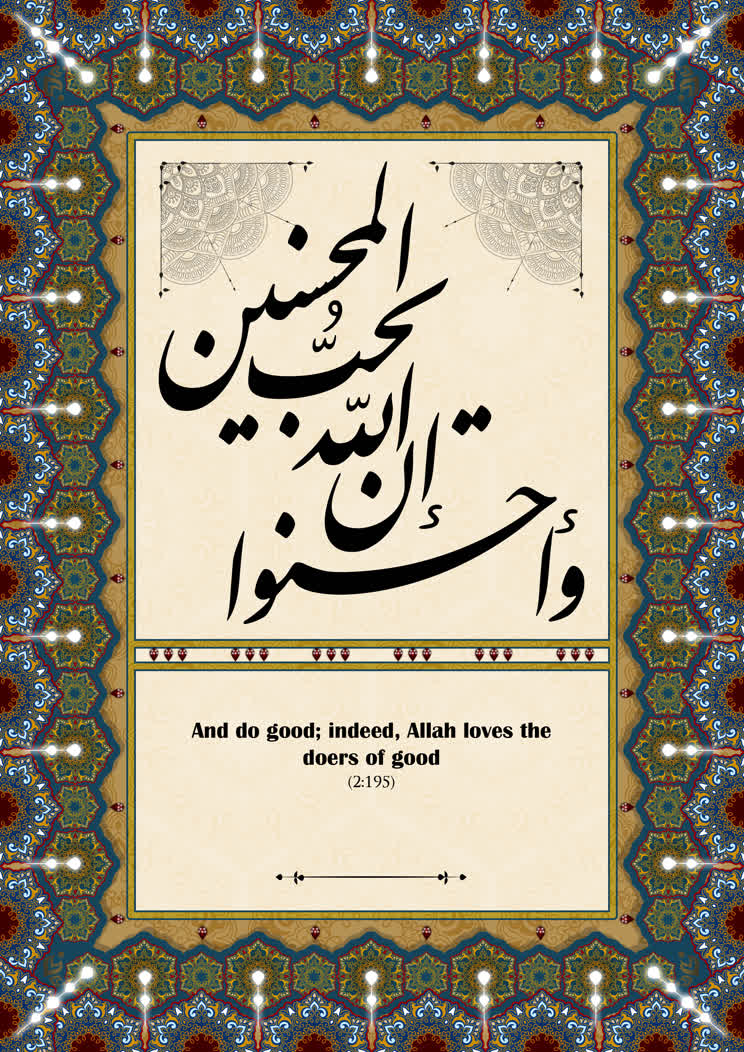 وأحسنوا
إن الله
يحبُّ
المحسنين
And do good; indeed, Allah loves the
doers of good
(2:195)